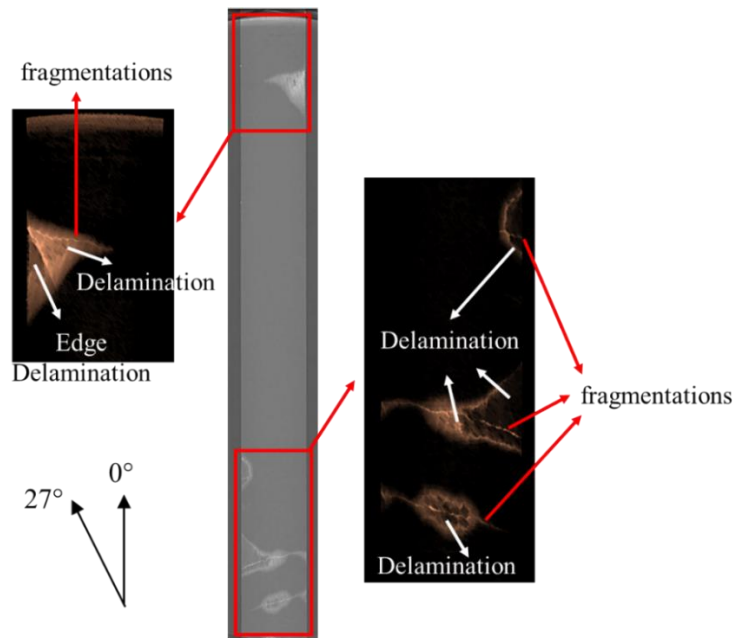 fragmentations
Delamination
Edge
Delamination
0°
27°
Delamination
fragmentations
Delamination